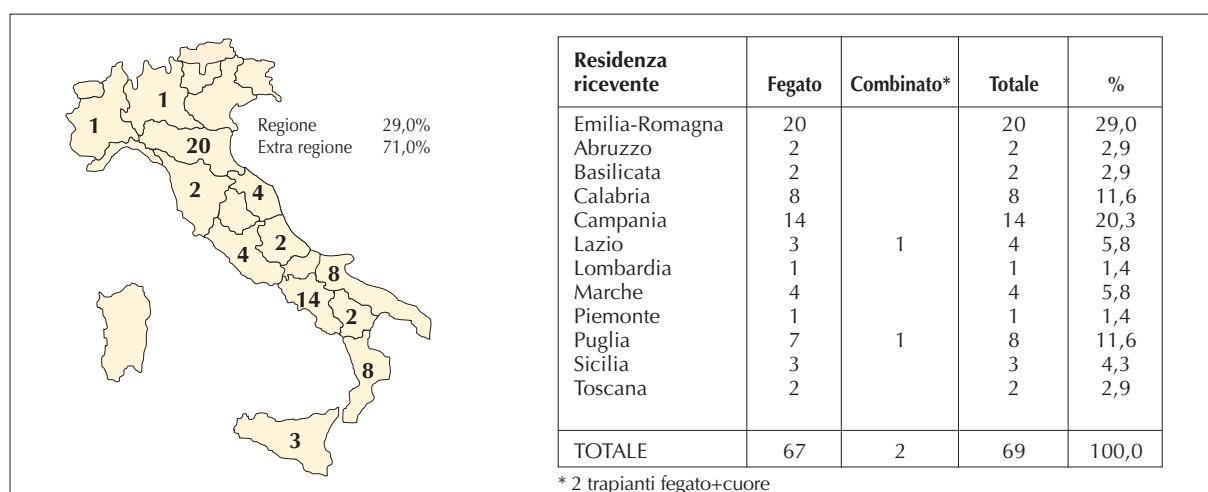 1
1
Regione 29,0%
Extra regione 71,0%
20
2
4
2
4
8
14
2
8
3
Residenza
ricevente Fegato Combinato* Totale %
Emilia-Romagna 20 20 29,0
Abruzzo 2 2 2,9
Basilicata 2 2 2,9
Calabria 8 8 11,6
Campania 14 14 20,3
Lazio 3 1 4 5,8
Lombardia 1 1 1,4
Marche 4 4 5,8
Piemonte 1 1 1,4
Puglia 7 1 8 11,6
Sicilia 3 3 4,3
Toscana 2 2 2,9
TOTALE 67 2 69 100,0
* 2 trapianti fegato+cuore